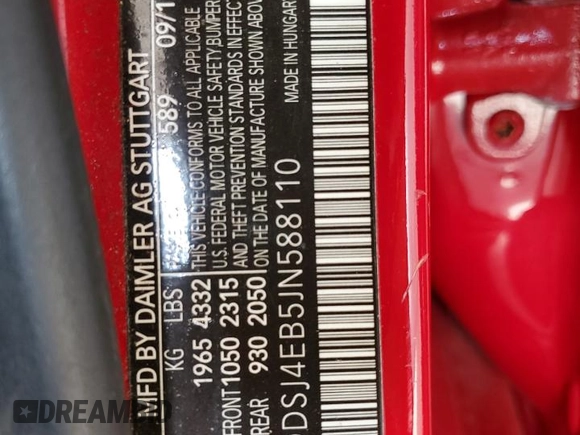 MFD BY DAIMLER AG STUTTGART
589 09/1
KG LBS
1965 4332
FRONT 1050 2315
REAR 930 2050
THIS VEHICLE CONFORMS TO ALL APPLICABLE
U.S. FEDERAL MOTOR VEHICLE SAFETY, BUMPER
AND THEFT PREVENTION STANDARDS IN EFFECT
ON THE DATE OF MANUFACTURE SHOWN ABOVE
MADE IN HUNGARY
DSJ4EB5JN588110